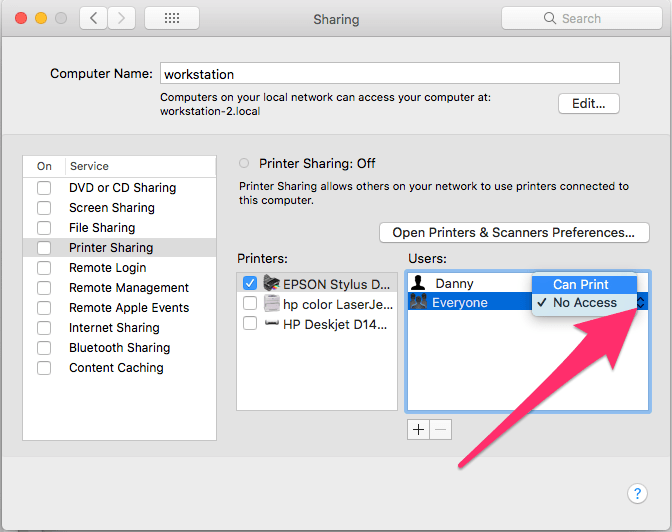 Sharing
Search
Computer Name: workstation
Computers on your local network can access your computer at:
workstation-2.local
Edit...
On Service
DVD or CD Sharing
Screen Sharing
File Sharing
Printer Sharing
Remote Login
Remote Management
Remote Apple Events
Internet Sharing
Bluetooth Sharing
Content Caching
Printer Sharing: Off
Printer Sharing allows others on your network to use printers connected to
this computer.
Open Printers & Scanners Preferences...
Printers:
EPSON Stylus D...
hp color LaserJe...
HP Deskjet D14...
Users:
Danny
Everyone
Can Print
✓ No Access
+ −
?